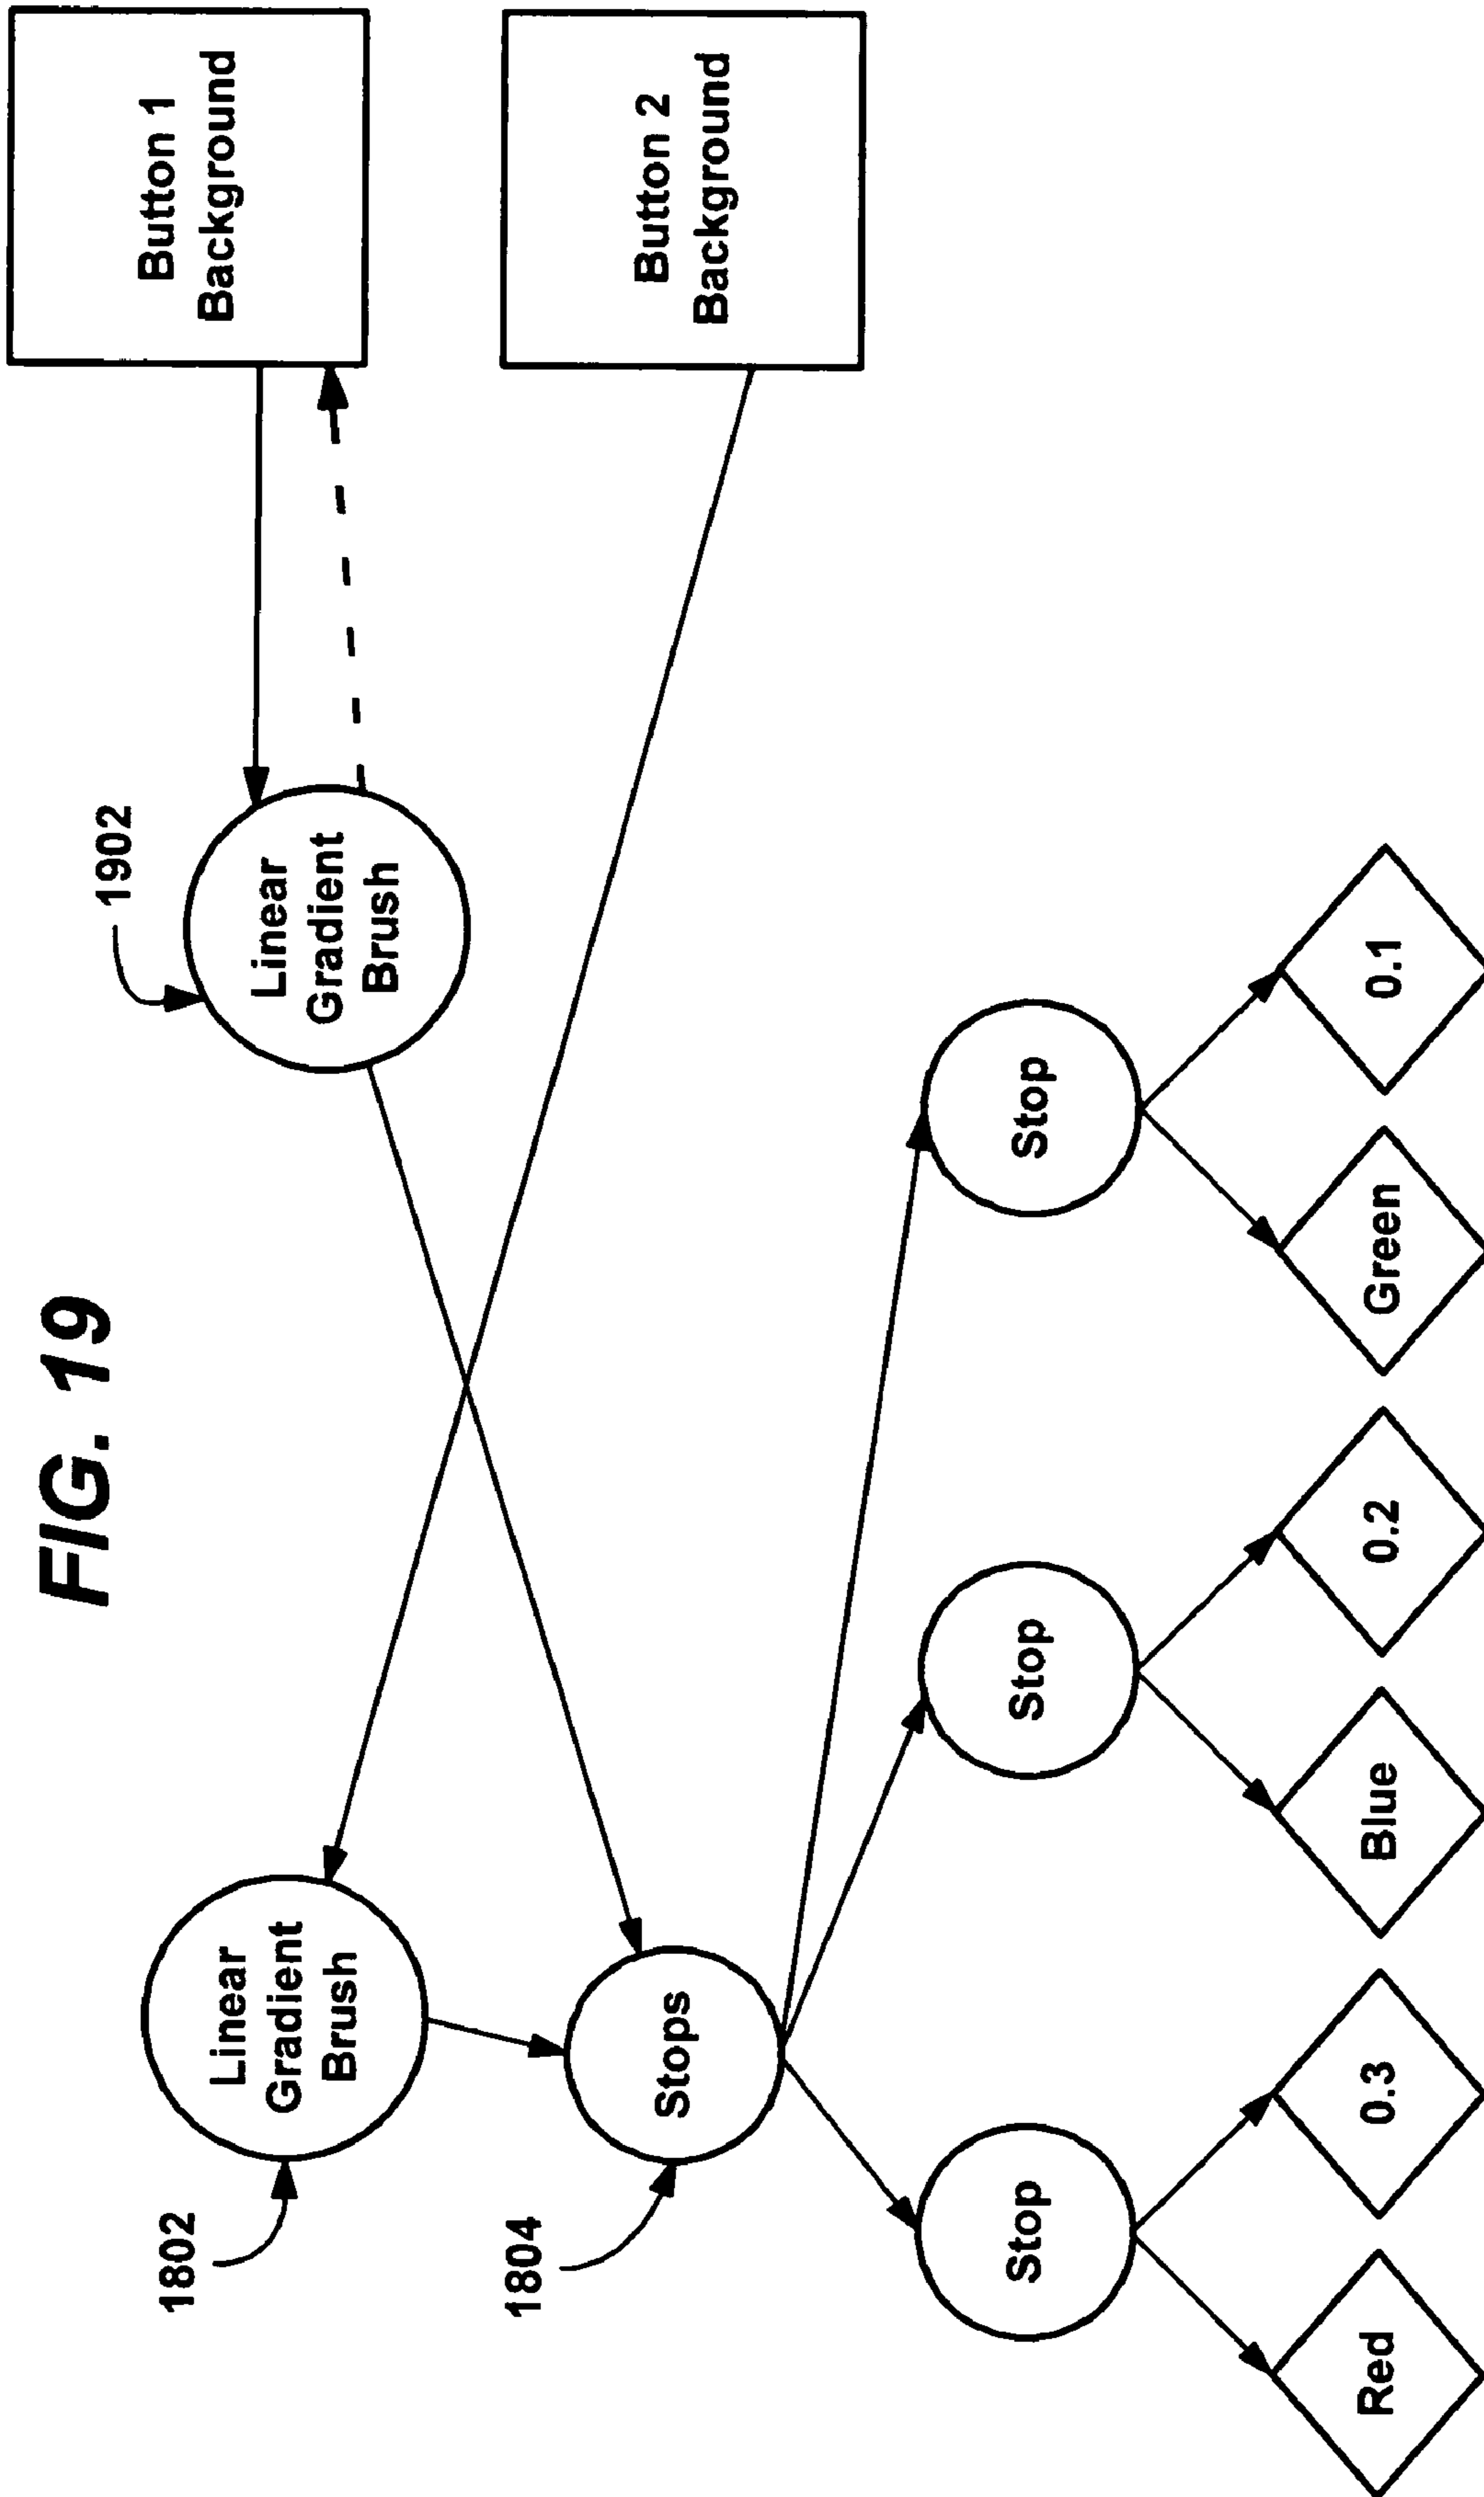 FIG. 19
1802
Linear
Gradient
Brush
1902
Linear
Gradient
Brush
Button 1
Background
1804
Stops
Button 2
Background
Stop
Stop
Stop
Red
0.3
Blue
0.2
Green
0.1